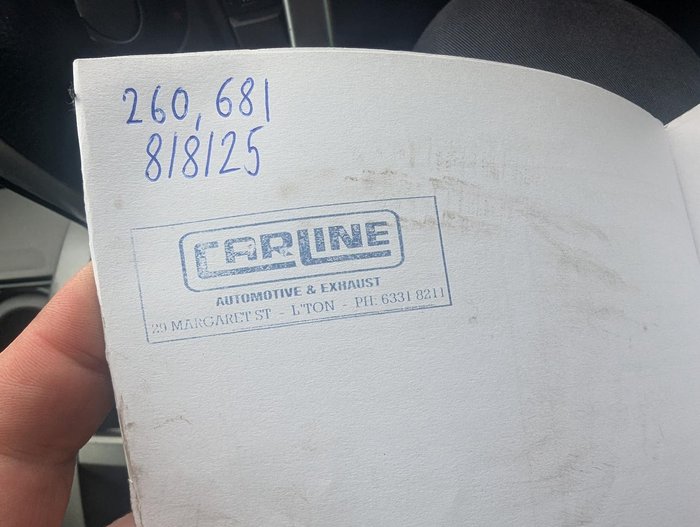 260,681
8/8/25
CARLINE
AUTOMOTIVE & EXHAUST
29 MARGARET ST - L'TON - PH: 6331 8211